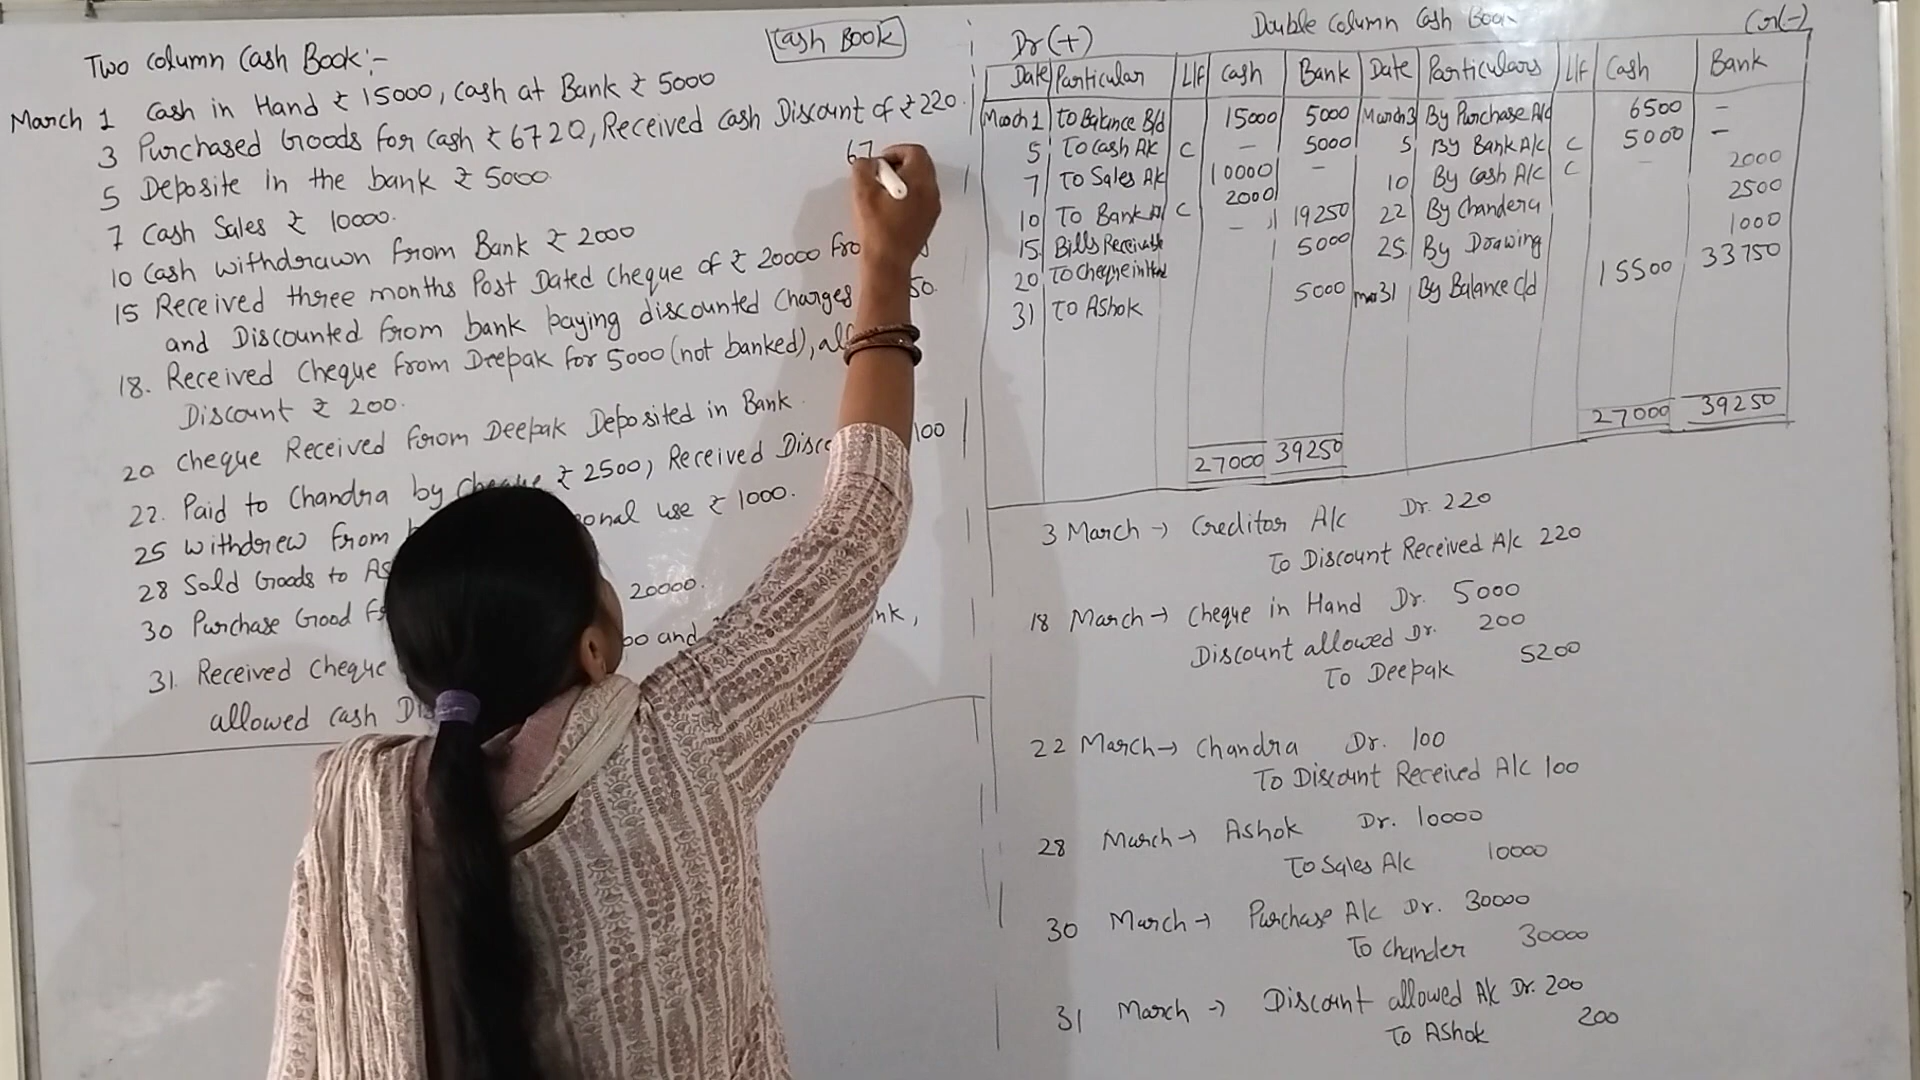 Cash Book
Two Column Cash Book:-
March 1 Cash in Hand ₹ 15000, Cash at Bank ₹ 5000
3 Purchased Goods for Cash ₹ 6720, Received Cash Discount of ₹ 220.
67
5 Deposite in the bank ₹ 5000
7 Cash Sales ₹ 10000.
10 Cash withdrawn from Bank ₹ 2000
15 Received three months Post Dated Cheque of ₹ 20000
and Discounted from bank paying discounted Charges 50.
18. Received Cheque from Deepak for 5000 (not banked),
Discount ₹ 200.
20 Cheque Received from Deepak Deposited in Bank.
22. Paid to Chandra by Cheque ₹ 2500, Received 100
25 Withdrew from use ₹ 1000.
28 Sold Goods to 20000.
30 Purchase Good
31. Received Cheque and
allowed Cash
Double Column Cash Book
Dr (+) Cr (-)
Date Particular L/F Cash Bank Date Particulars L/F Cash Bank
March 1 To Balance B/d 15000 5000 March 3 By Purchase A/c 6500 -
5 To Cash A/c C - 5000 5 By Bank A/c C 5000 -
7 To Sales A/c 10000 - 10 By Cash A/c C - 2000
10 To Bank A/c C 2000 22 By Chandera 2500
15 Bills Receivable - 19250 25 By Drawing 1000
20 To Cheque in Hand 5000 mar 31 By Balance c/d 15500 33750
31 To Ashok 5000
27000 39250 27000 39250
3 March → Creditor A/c Dr. 220
To Discount Received A/c 220
18 March → Cheque in Hand Dr. 5000
Discount allowed Dr. 200
To Deepak 5200
22 March → Chandra Dr. 100
To Discount Received A/c 100
28 March → Ashok Dr. 10000
To Sales A/c 10000
30 March → Purchase A/c Dr. 30000
To Chander 30000
31 March → Discount allowed A/c Dr. 200
To Ashok 200